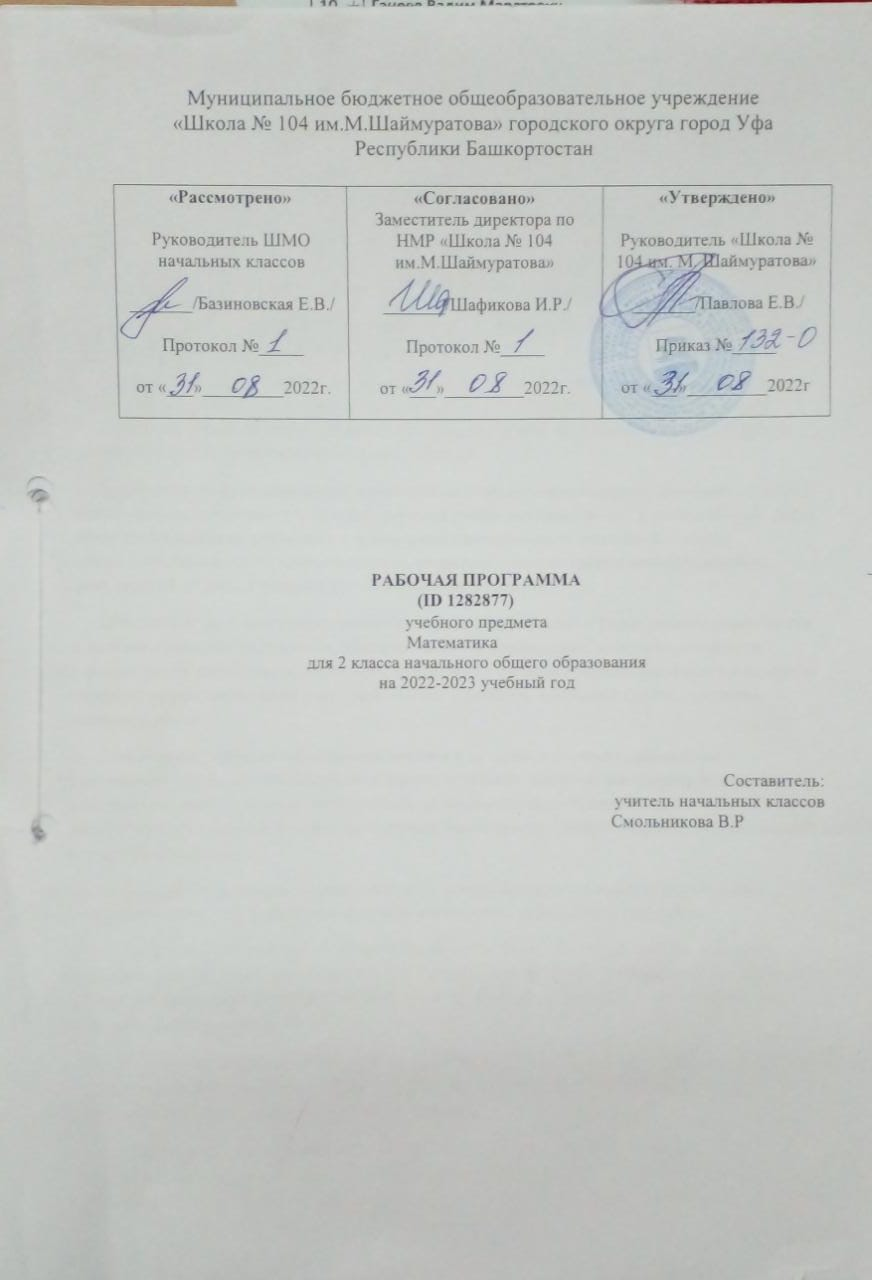 Муниципальное бюджетное общеобразовательное учреждение
«Школа № 104 им.М.Шаймуратова» городского округа город Уфа
Республики Башкортостан
«Рассмотрено»
Руководитель ШМО
начальных классов
/Базиновская Е.В./
Протокол № 1
от «31» 08 2022г.
«Согласовано»
Заместитель директора по
НМР «Школа № 104
им.М.Шаймуратова»
/Шафикова И.Р./
Протокол № 1
от «31» 08 2022г.
«Утверждено»
Руководитель «Школа №
104 им. М. Шаймуратова»
/Павлова Е.В./
Приказ № 132-О
от «31» 08 2022г
РАБОЧАЯ ПРОГРАММА
(ID 1282877)
учебного предмета
Математика
для 2 класса начального общего образования
на 2022-2023 учебный год
Составитель:
учитель начальных классов
Смольникова В.Р